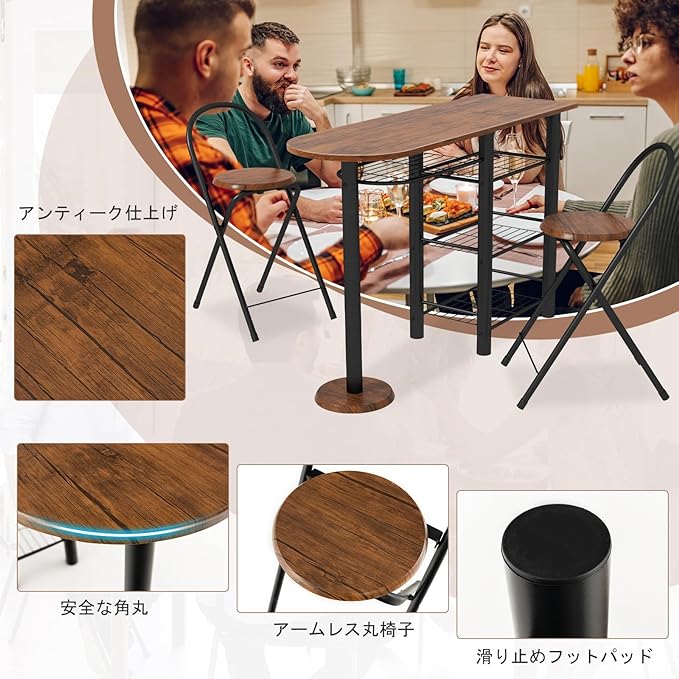 アンティーク仕上げ
安全な角丸
アームレス丸椅子
滑り止めフットパッド